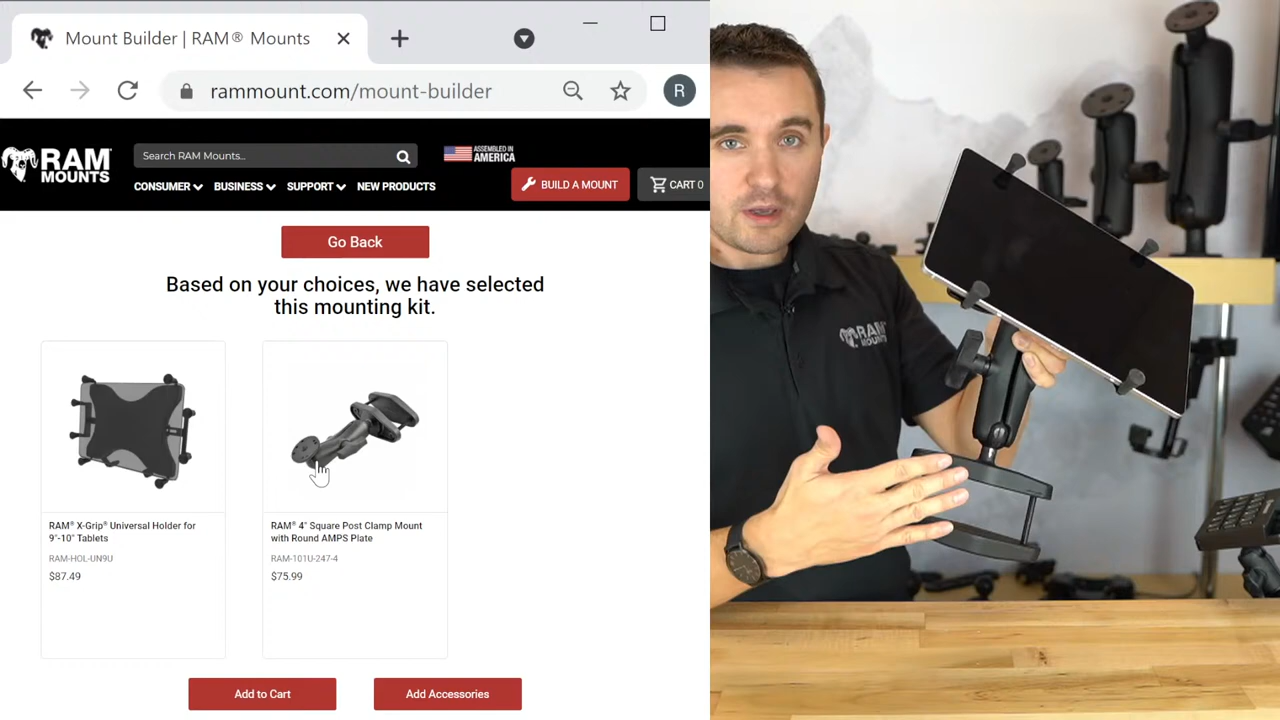 Mount Builder | RAM® Mounts
rammount.com/mount-builder
R
RAM
MOUNTS
Search RAM Mounts...
ASSEMBLED IN
AMERICA
CONSUMER
BUSINESS
SUPPORT
NEW PRODUCTS
BUILD A MOUNT
CART 0
Go Back
Based on your choices, we have selected
this mounting kit.
RAM® X-Grip® Universal Holder for
9"-10" Tablets
RAM-HOL-UN9U
$87.49
RAM® 4" Square Post Clamp Mount
with Round AMPS Plate
RAM-101U-247-4
$75.99
Add to Cart
Add Accessories
RAM
MOUNTS